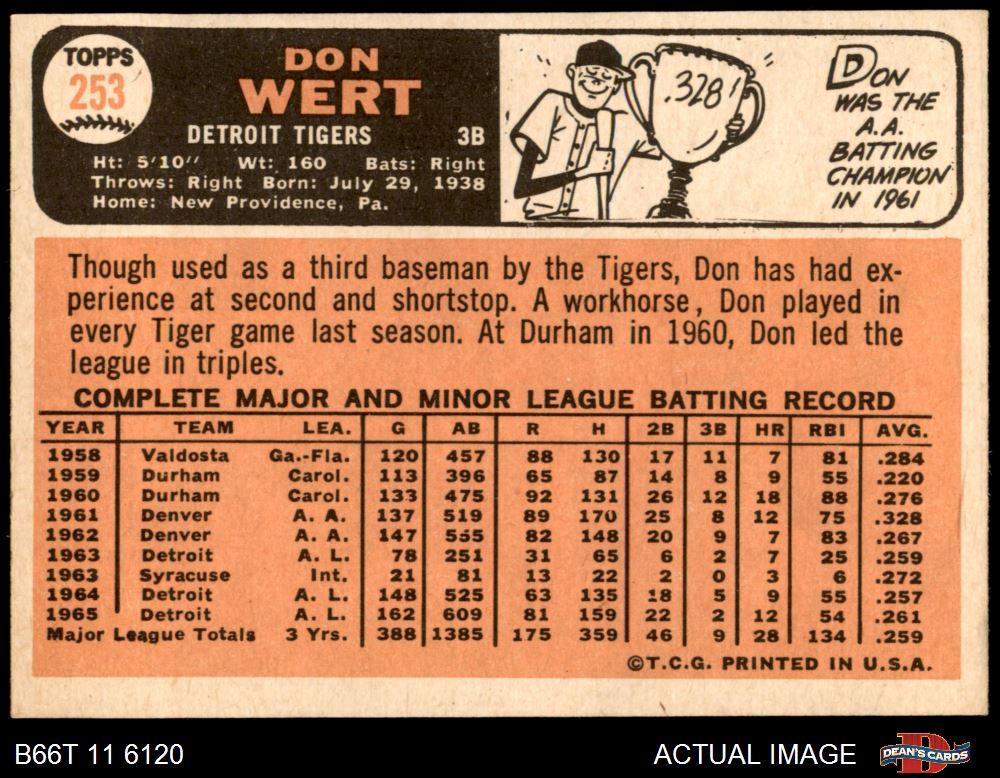 TOPPS
253
DON
WERT
DETROIT TIGERS 3B
Ht: 5'10" Wt: 160 Bats: Right
Throws: Right Born: July 29, 1938
Home: New Providence, Pa.
.328!
DON
WAS THE
A.A.
BATTING
CHAMPION
IN 1961
Though used as a third baseman by the Tigers, Don has had ex-
perience at second and shortstop. A workhorse, Don played in
every Tiger game last season. At Durham in 1960, Don led the
league in triples.
COMPLETE MAJOR AND MINOR LEAGUE BATTING RECORD
YEAR TEAM LEA. G AB R H 2B 3B HR RBI AVG.
1958 Valdosta Ga.-Fla. 120 457 88 130 17 11 7 81 .284
1959 Durham Carol. 113 396 65 87 14 8 9 55 .220
1960 Durham Carol. 133 475 92 131 26 12 18 88 .276
1961 Denver A. A. 137 519 89 170 25 8 12 75 .328
1962 Denver A. A. 147 555 82 148 20 9 7 83 .267
1963 Detroit A. L. 78 251 31 65 6 2 7 25 .259
1963 Syracuse Int. 21 81 13 22 2 0 3 6 .272
1964 Detroit A. L. 148 525 63 135 18 5 9 55 .257
1965 Detroit A. L. 162 609 81 159 22 2 12 54 .261
Major League Totals 3 Yrs. 388 1385 175 359 46 9 28 134 .259
©T.C.G. PRINTED IN U.S.A.
B66T 11 6120 ACTUAL IMAGE DEAN'S CARDS